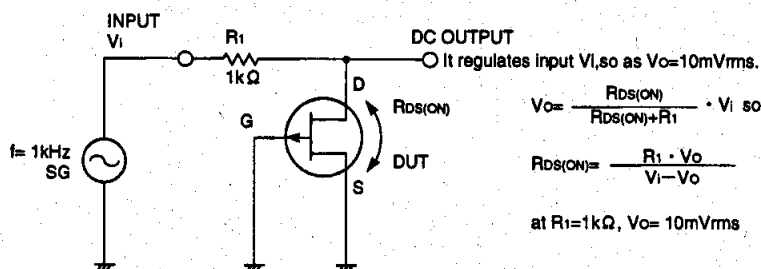 INPUT
Vi
R1
1kΩ
DC OUTPUT
It regulates input Vi,so as Vo=10mVrms.
D
G
S
RDS(ON)
DUT
f= 1kHz
SG
Vo= RDS(ON) / RDS(ON)+R1 · Vi so
RDS(ON)= R1 · Vo / Vi−Vo
at R1=1kΩ, Vo= 10mVrms